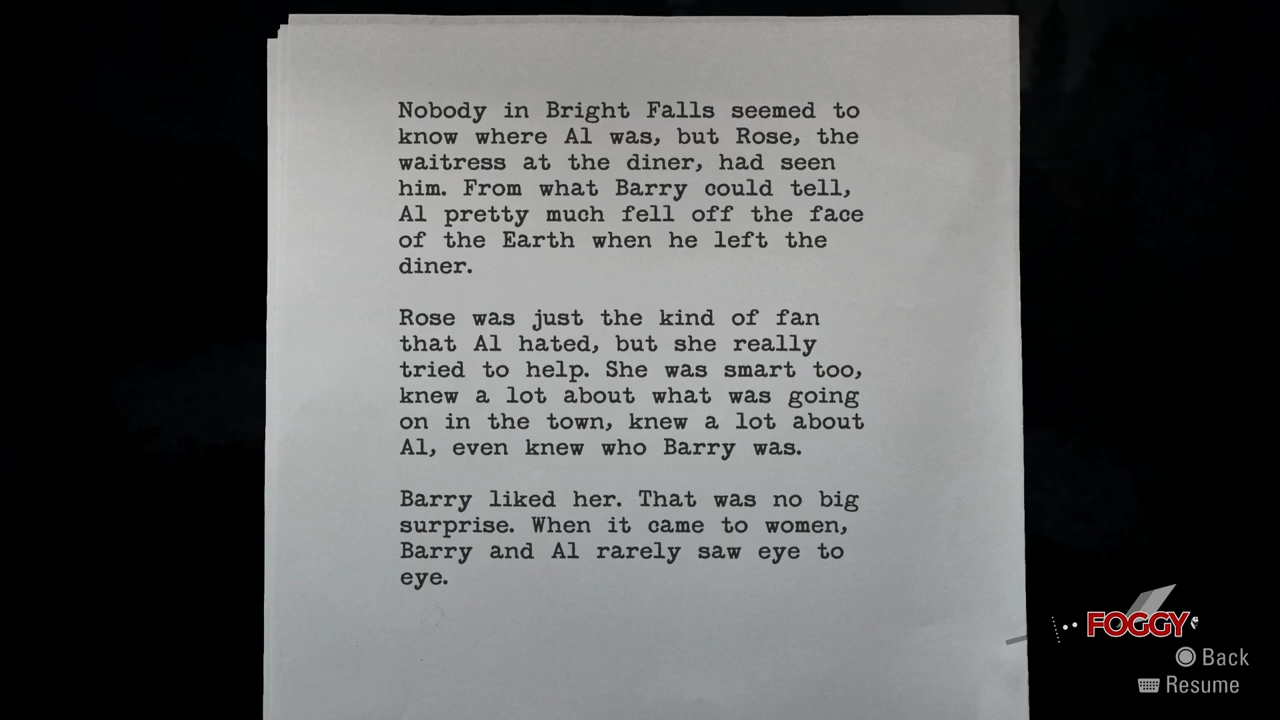 Nobody in Bright Falls seemed to
know where Al was, but Rose, the
waitress at the diner, had seen
him. From what Barry could tell,
Al pretty much fell off the face
of the Earth when he left the
diner.
Rose was just the kind of fan
that Al hated, but she really
tried to help. She was smart too,
knew a lot about what was going
on in the town, knew a lot about
Al, even knew who Barry was.
Barry liked her. That was no big
surprise. When it came to women,
Barry and Al rarely saw eye to
eye.
FOGGY
Back
Resume